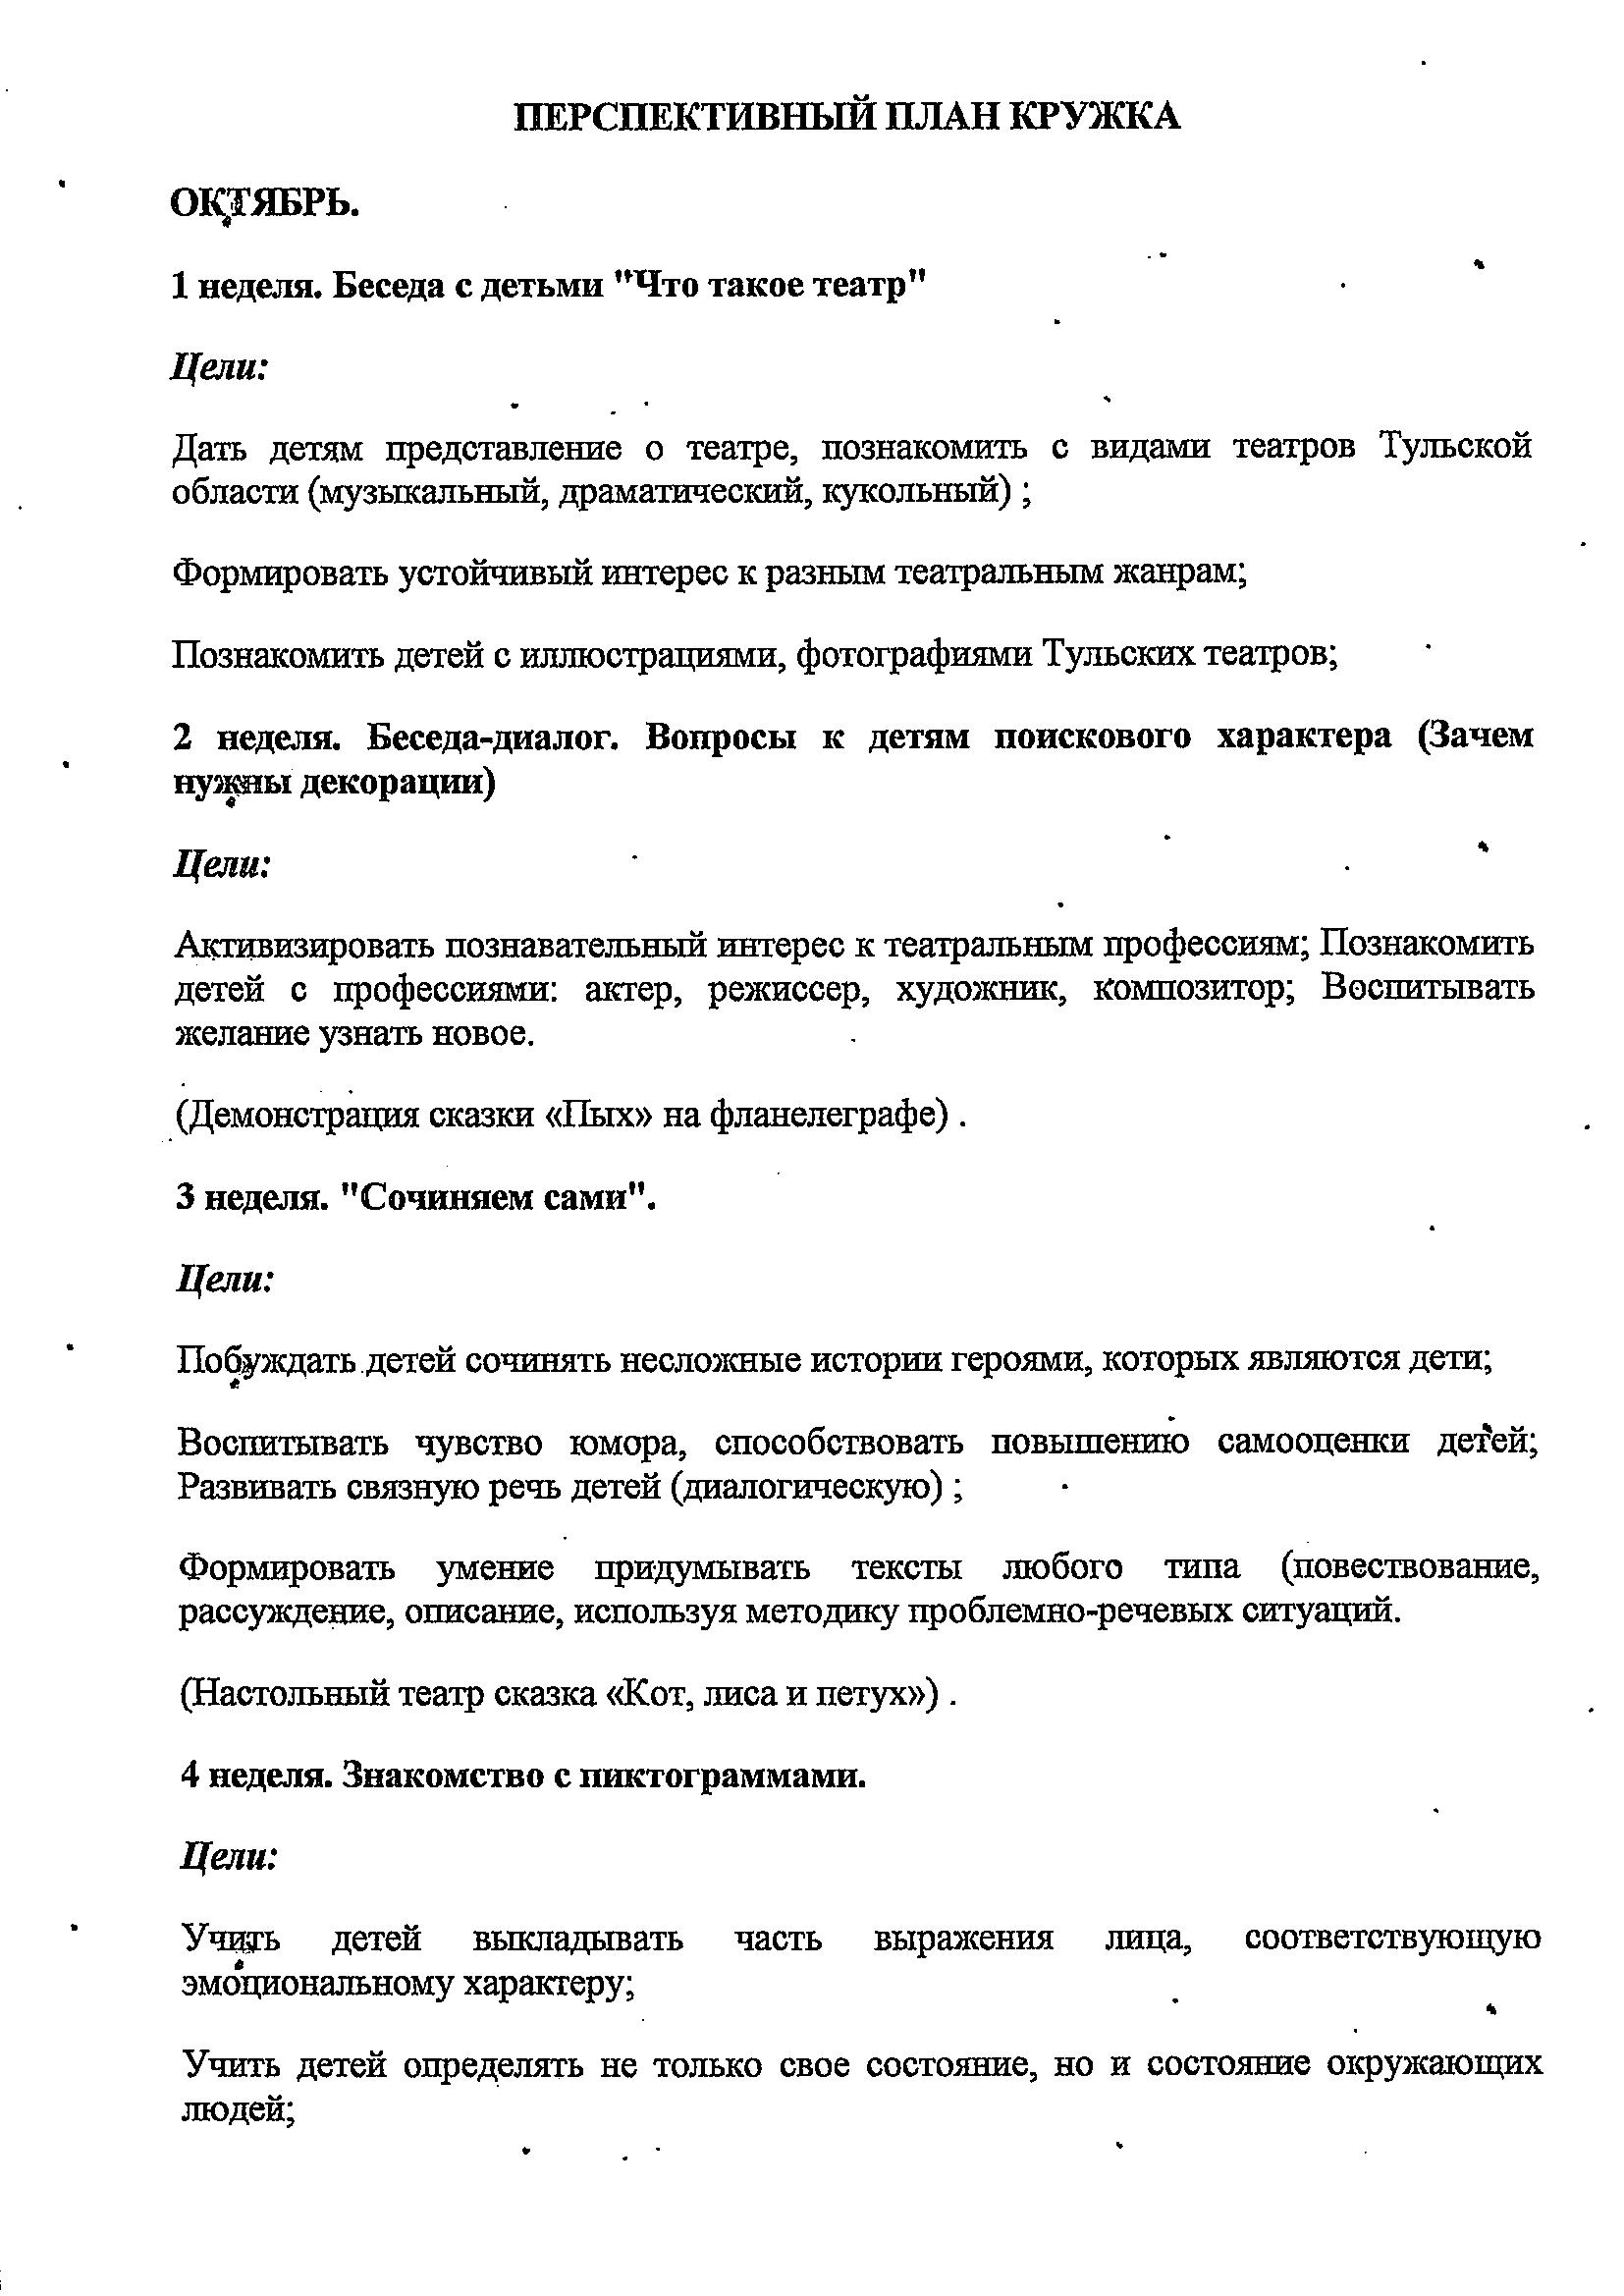 ПЕРСПЕКТИВНЫЙ ПЛАН КРУЖКА
ОКТЯБРЬ.
1 неделя. Беседа с детьми "Что такое театр"
Цели:
Дать детям представление о театре, познакомить с видами театров Тульской
области (музыкальный, драматический, кукольный) ;
Формировать устойчивый интерес к разным театральным жанрам;
Познакомить детей с иллюстрациями, фотографиями Тульских театров;
2 неделя. Беседа-диалог. Вопросы к детям поискового характера (Зачем
нужны декорации)
Цели:
Активизировать познавательный интерес к театральным профессиям; Познакомить
детей с профессиями: актер, режиссер, художник, композитор; Воспитывать
желание узнать новое.
(Демонстрация сказки «Пых» на фланелеграфе) .
3 неделя. "Сочиняем сами".
Цели:
Побуждать детей сочинять несложные истории героями, которых являются дети;
Воспитывать чувство юмора, способствовать повышению самооценки детей;
Развивать связную речь детей (диалогическую) ;
Формировать умение придумывать тексты любого типа (повествование,
рассуждение, описание, используя методику проблемно-речевых ситуаций.
(Настольный театр сказка «Кот, лиса и петух») .
4 неделя. Знакомство с пиктограммами.
Цели:
Учить детей выкладывать часть выражения лица, соответствующую
эмоциональному характеру;
Учить детей определять не только свое состояние, но и состояние окружающих
людей;